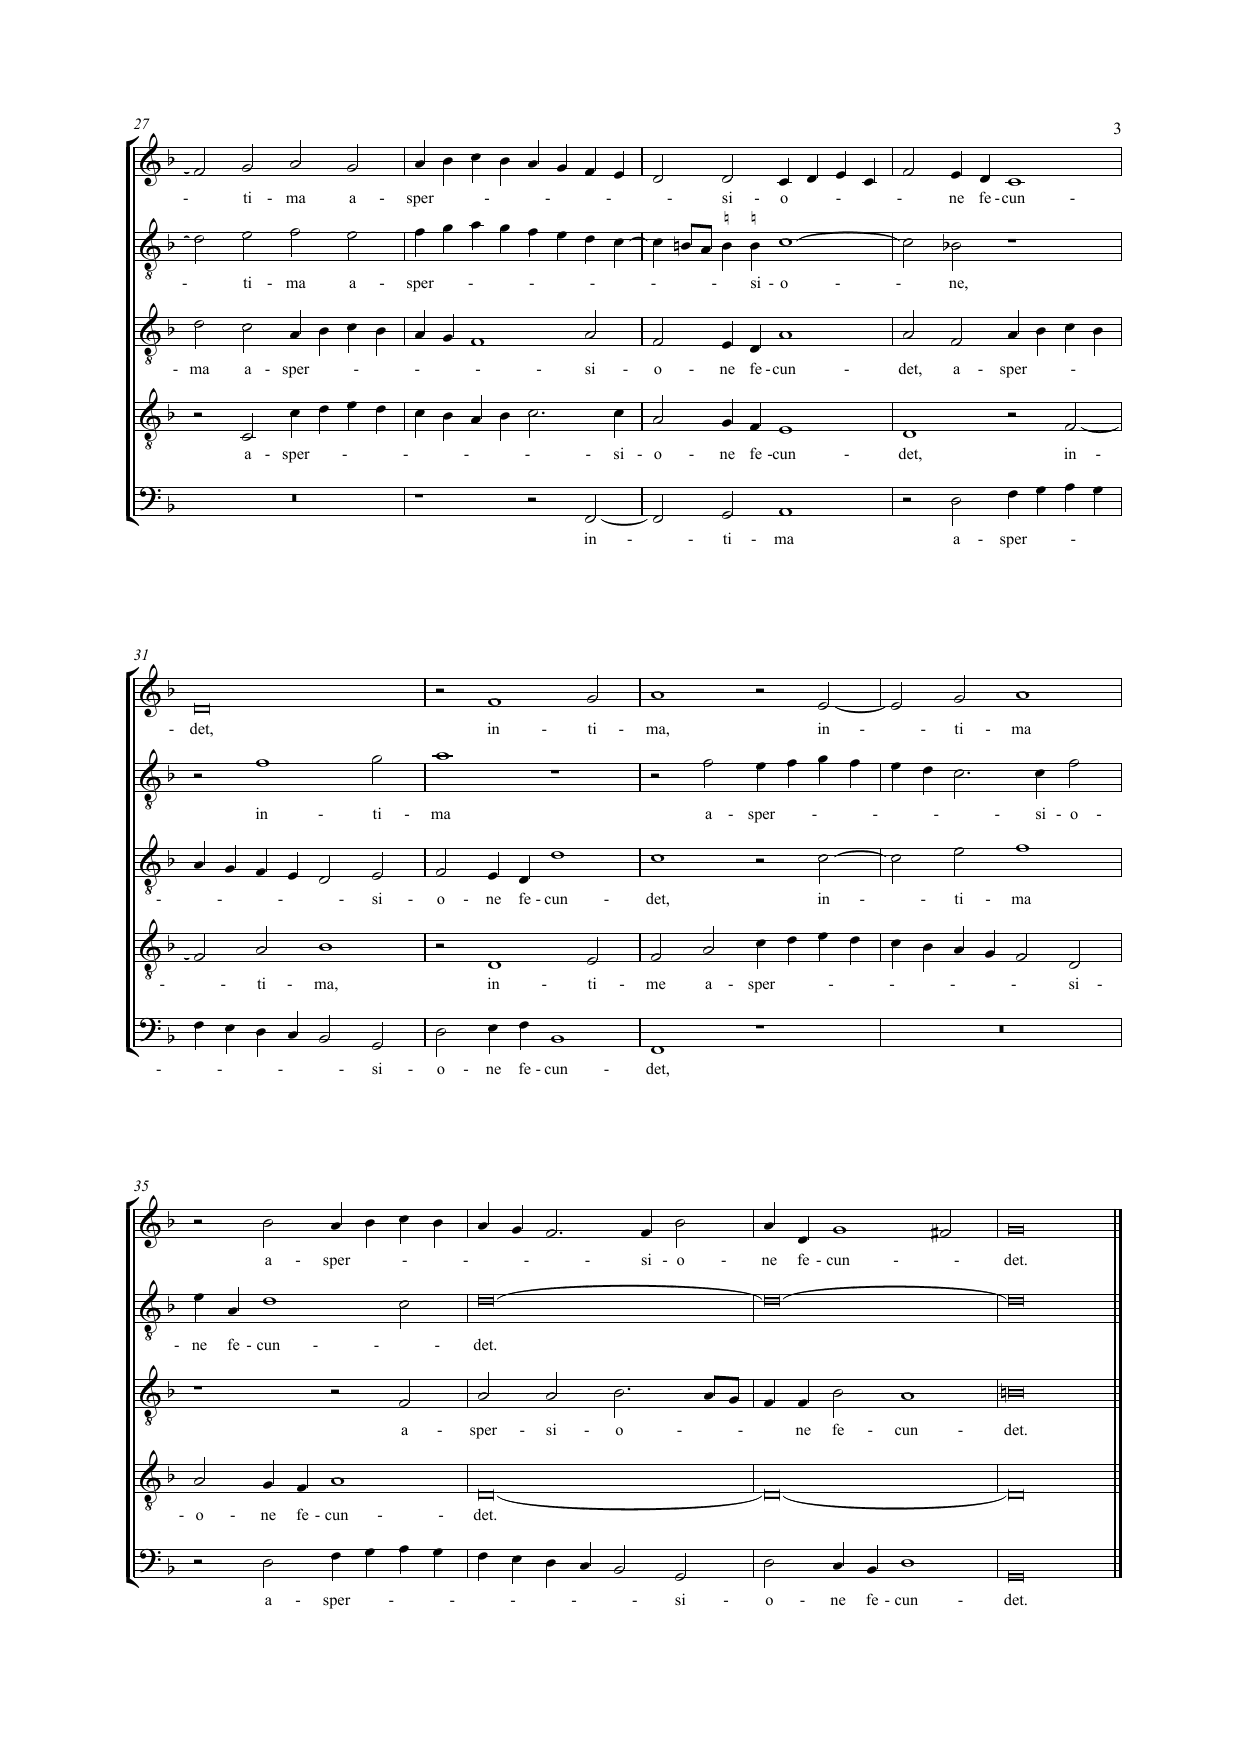 27
3
- ti - ma a - sper - - - - - si - o - - ne fe - cun -
♮ ♮
- ti - ma a - sper - - - - - - si - o - - ne,
- ma a - sper - - - - si - o - ne fe - cun - det, a - sper - -
a - sper - - - - - si - o - ne fe - cun - det, in -
in - - ti - ma a - sper - -
31
- det, in - ti - ma, in - - ti - ma
in - ti - ma a - sper - - - - - si - o -
- - - - si - o - ne fe - cun - det, in - - ti - ma
- - ti - ma, in - ti - me a - sper - - - - - si -
- - - - si - o - ne fe - cun - det,
35
a - sper - - - - - si - o - ne fe - cun - - det.
- ne fe - cun - - - det.
a - sper - si - o - - ne fe - cun - det.
- o - ne fe - cun - - det.
a - sper - - - - - si - o - ne fe - cun - det.